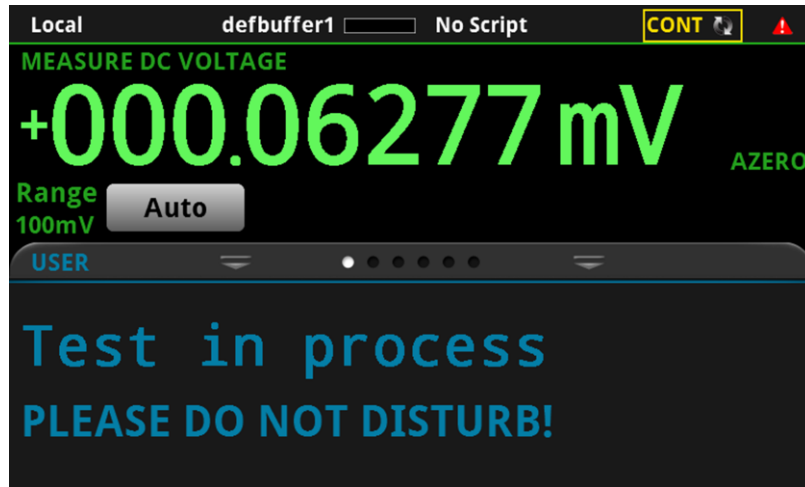 Local defbuffer1 No Script CONT
MEASURE DC VOLTAGE
+000.06277 mV
AZERO
Range Auto
100mV
USER
Test in process
PLEASE DO NOT DISTURB!